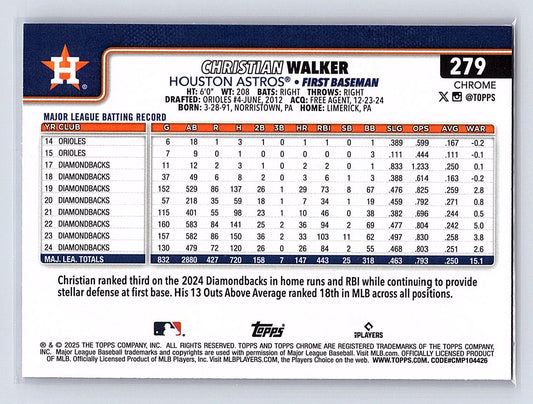 H
CHRISTIAN WALKER
HOUSTON ASTROS® • FIRST BASEMAN
HT: 6'0" WT: 208 BATS: RIGHT THROWS: RIGHT
DRAFTED: ORIOLES #4-JUNE, 2012 ACQ: FREE AGENT, 12-23-24
BORN: 3-28-91, NORRISTOWN, PA HOME: LIMERICK, PA
279
CHROME
X @TOPPS
MAJOR LEAGUE BATTING RECORD
YR CLUB G AB R H 2B 3B HR RBI SB BB SLG OPS AVG WAR
14 ORIOLES 6 18 1 3 1 0 1 1 0 1 .389 .599 .167 -0.2
15 ORIOLES 7 9 0 1 0 0 0 0 0 3 .111 .444 .111 -0.1
17 DIAMONDBACKS 11 12 2 3 1 0 2 2 0 1 .833 1.233 .250 0.1
18 DIAMONDBACKS 37 49 6 8 2 0 3 6 1 3 .388 .614 .163 -0.2
19 DIAMONDBACKS 152 529 86 137 26 1 29 73 8 67 .476 .825 .259 2.8
20 DIAMONDBACKS 57 218 35 59 18 1 7 34 1 19 .459 .792 .271 0.8
21 DIAMONDBACKS 115 401 55 98 23 1 10 46 0 38 .382 .696 .244 0.5
22 DIAMONDBACKS 160 583 84 141 25 2 36 94 2 69 .477 .804 .242 5.0
23 DIAMONDBACKS 157 582 86 150 36 2 33 103 11 62 .497 .830 .258 3.8
24 DIAMONDBACKS 130 479 72 120 26 0 26 84 2 55 .468 .803 .251 2.6
MAJ. LEA. TOTALS 832 2880 427 720 158 7 147 443 25 318 .463 .793 .250 15.1
Christian ranked third on the 2024 Diamondbacks in home runs and RBI while continuing to provide
stellar defense at first base. His 13 Outs Above Average ranked 18th in MLB across all positions.
Topps
PLAYERS
® & © 2025 THE TOPPS COMPANY, INC. ALL RIGHTS RESERVED. TOPPS AND TOPPS CHROME ARE REGISTERED TRADEMARKS OF THE TOPPS COMPANY,
INC. Major League Baseball trademarks and copyrights are used with permission of Major League Baseball. Visit MLB.com. OFFICIALLY LICENSED PRODUCT
OF MLB. Officially Licensed Product of MLB Players, Inc. Visit MLBPLAYERS.com, the Players Choice on the web. WWW.TOPPS.COM. CODE#CMP104426